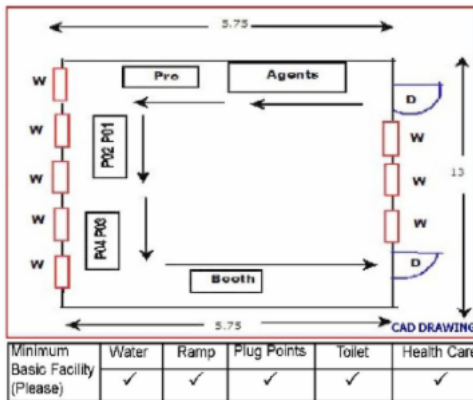 5.75
Pro
Agents
W
D
W
W
P02 P01
W
W
13
W
W
P04 P03
W
W
D
Booth
5.75
CAD DRAWING
Minimum Basic Facility (Please)
Water
Ramp
Plug Points
Toilet
Health Care
✓ ✓ ✓ ✓ ✓